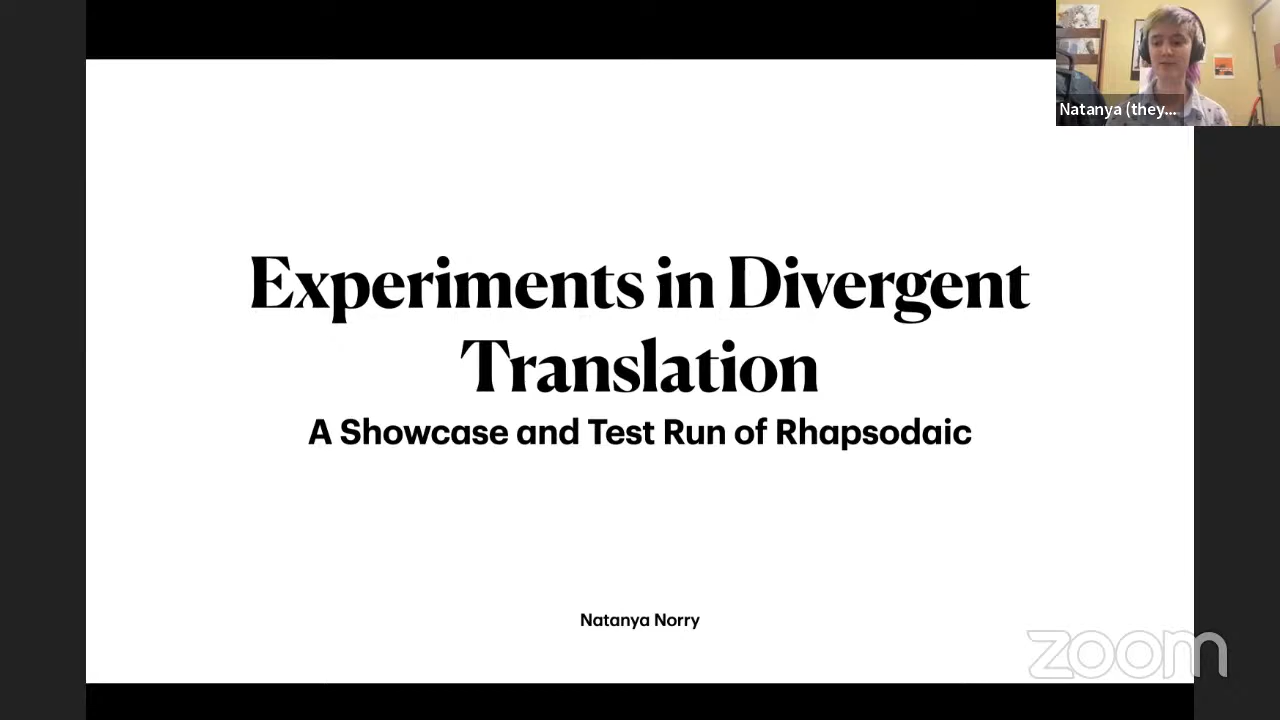 Natanya (they...
Experiments in Divergent
Translation
A Showcase and Test Run of Rhapsodaic
Natanya Norry
zoom